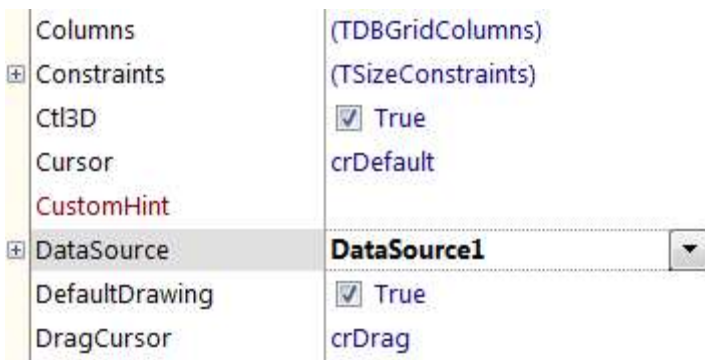 Columns (TDBGridColumns)
Constraints (TSizeConstraints)
Ctl3D True
Cursor crDefault
CustomHint
DataSource DataSource1
DefaultDrawing True
DragCursor crDrag